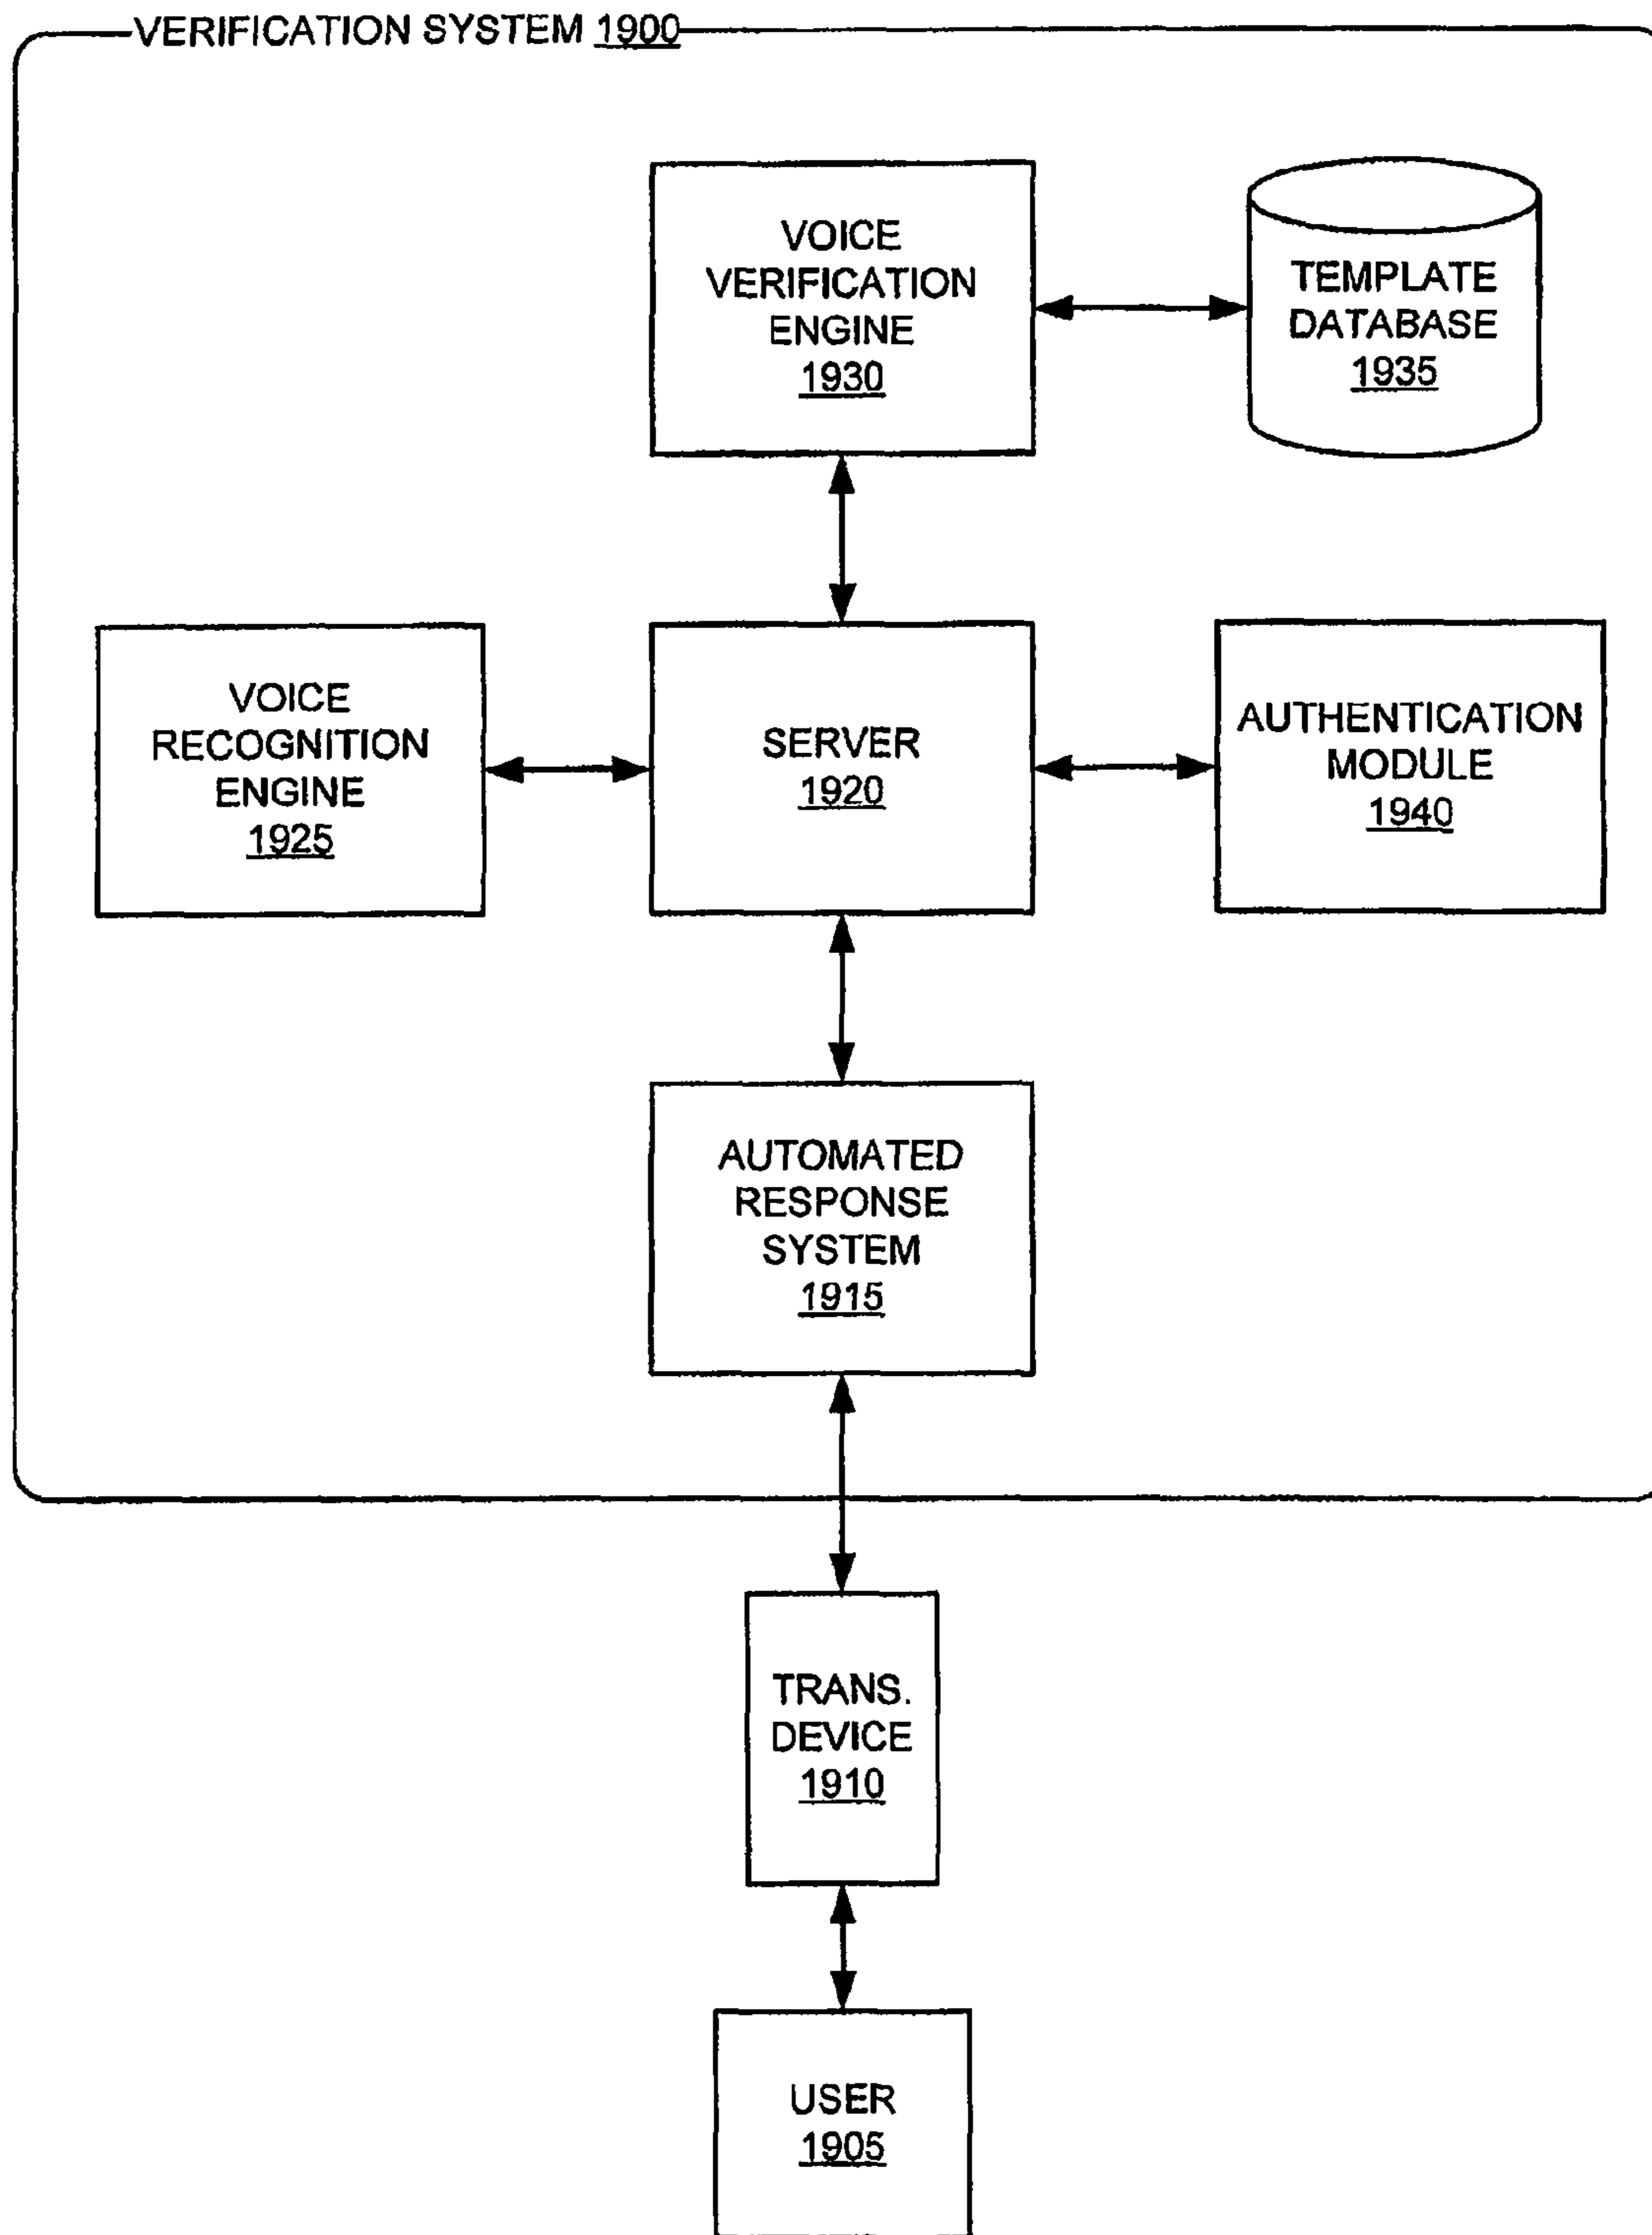 VERIFICATION SYSTEM 1900
VOICE
VERIFICATION
ENGINE
1930
TEMPLATE
DATABASE
1935
VOICE
RECOGNITION
ENGINE
1925
SERVER
1920
AUTHENTICATION
MODULE
1940
AUTOMATED
RESPONSE
SYSTEM
1915
TRANS.
DEVICE
1910
USER
1905